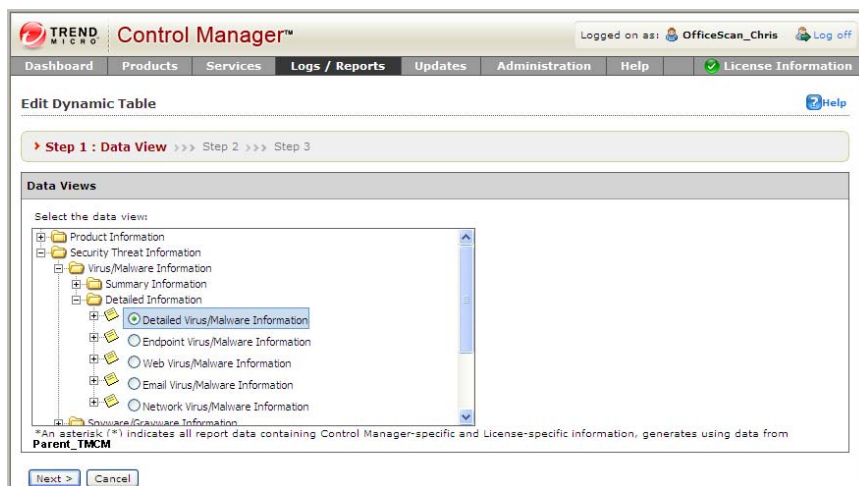 TREND MICRO Control Manager™ Logged on as: OfficeScan_Chris Log off
Dashboard Products Services Logs / Reports Updates Administration Help License Information
Edit Dynamic Table Help
Step 1 : Data View >>> Step 2 >>> Step 3
Data Views
Select the data view:
Product Information
Security Threat Information
Virus/Malware Information
Summary Information
Detailed Information
Detailed Virus/Malware Information
Endpoint Virus/Malware Information
Web Virus/Malware Information
Email Virus/Malware Information
Network Virus/Malware Information
Spyware/Grayware Information
*An asterisk (*) indicates all report data containing Control Manager-specific and License-specific information, generates using data from
Parent_TMCM
Next > Cancel